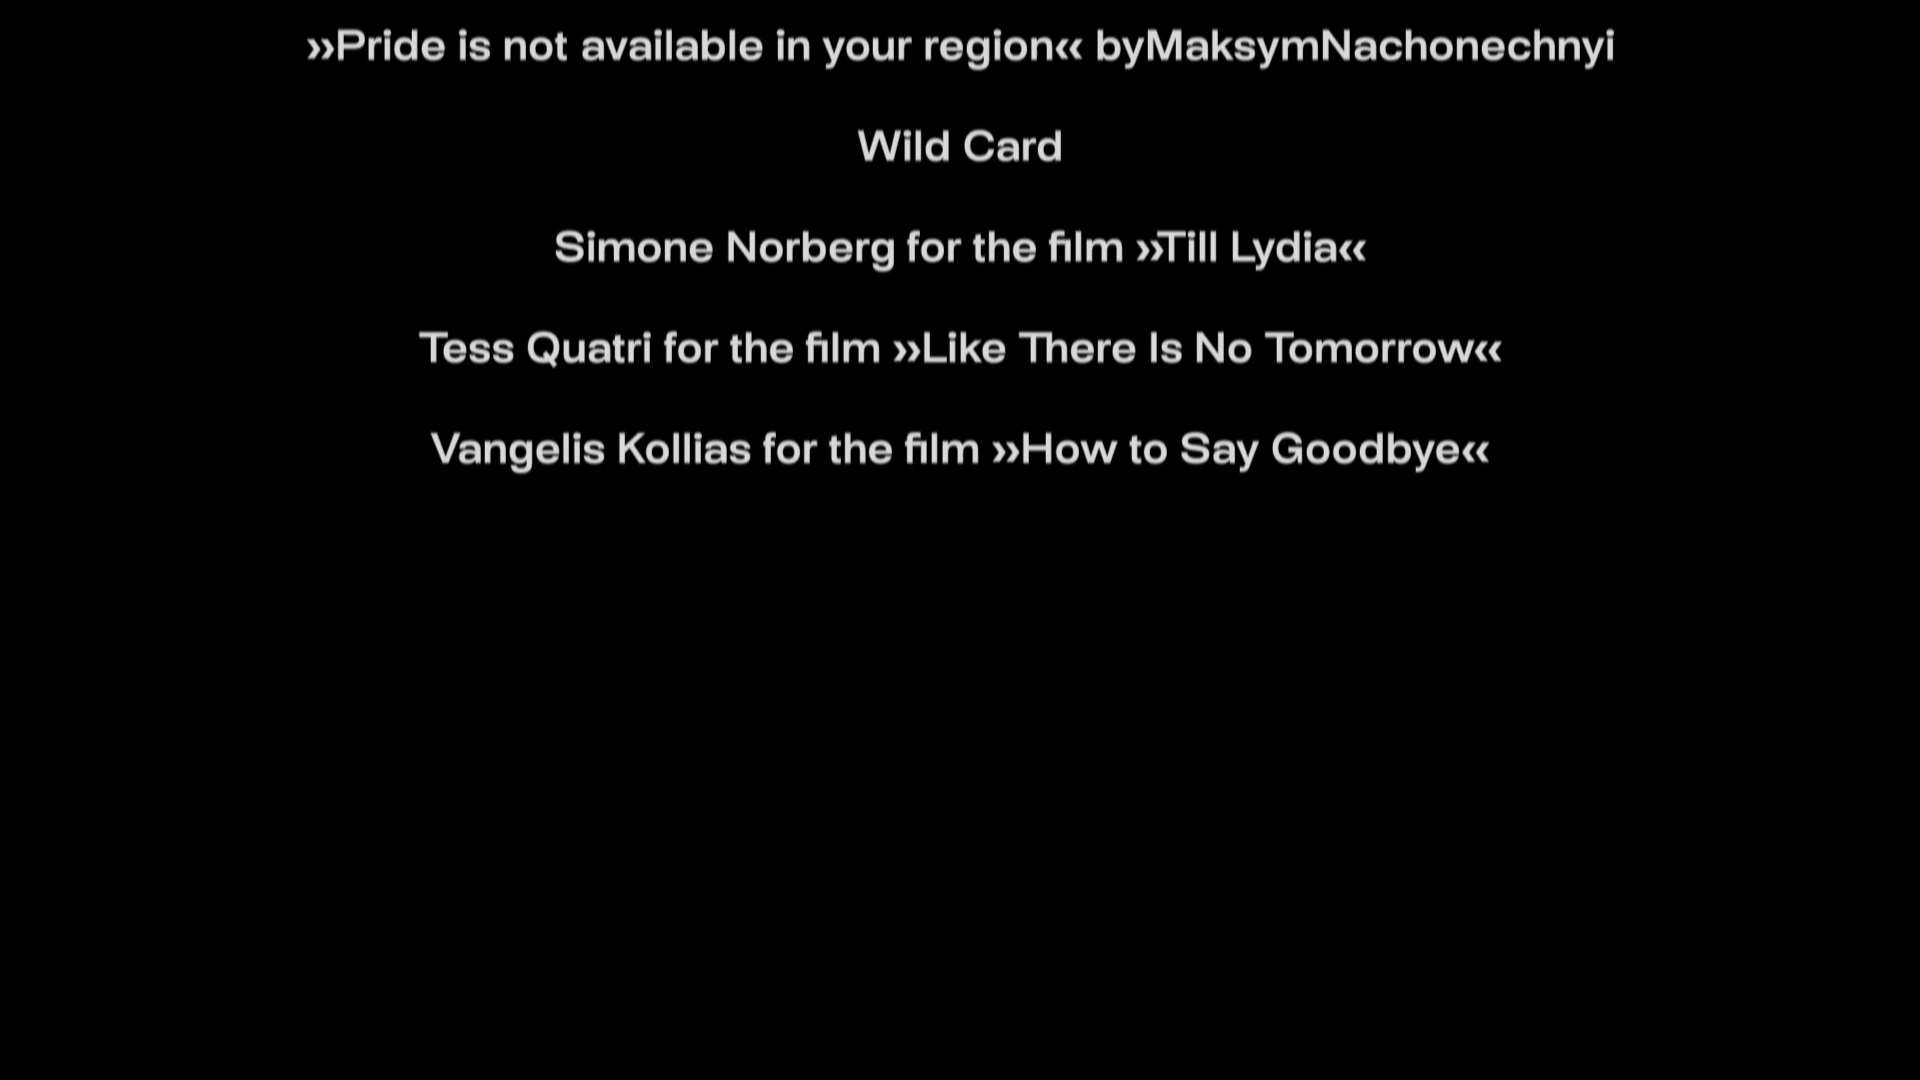 »Pride is not available in your region« byMaksymNachonechnyi
Wild Card
Simone Norberg for the film »Till Lydia«
Tess Quatri for the film »Like There Is No Tomorrow«
Vangelis Kollias for the film »How to Say Goodbye«